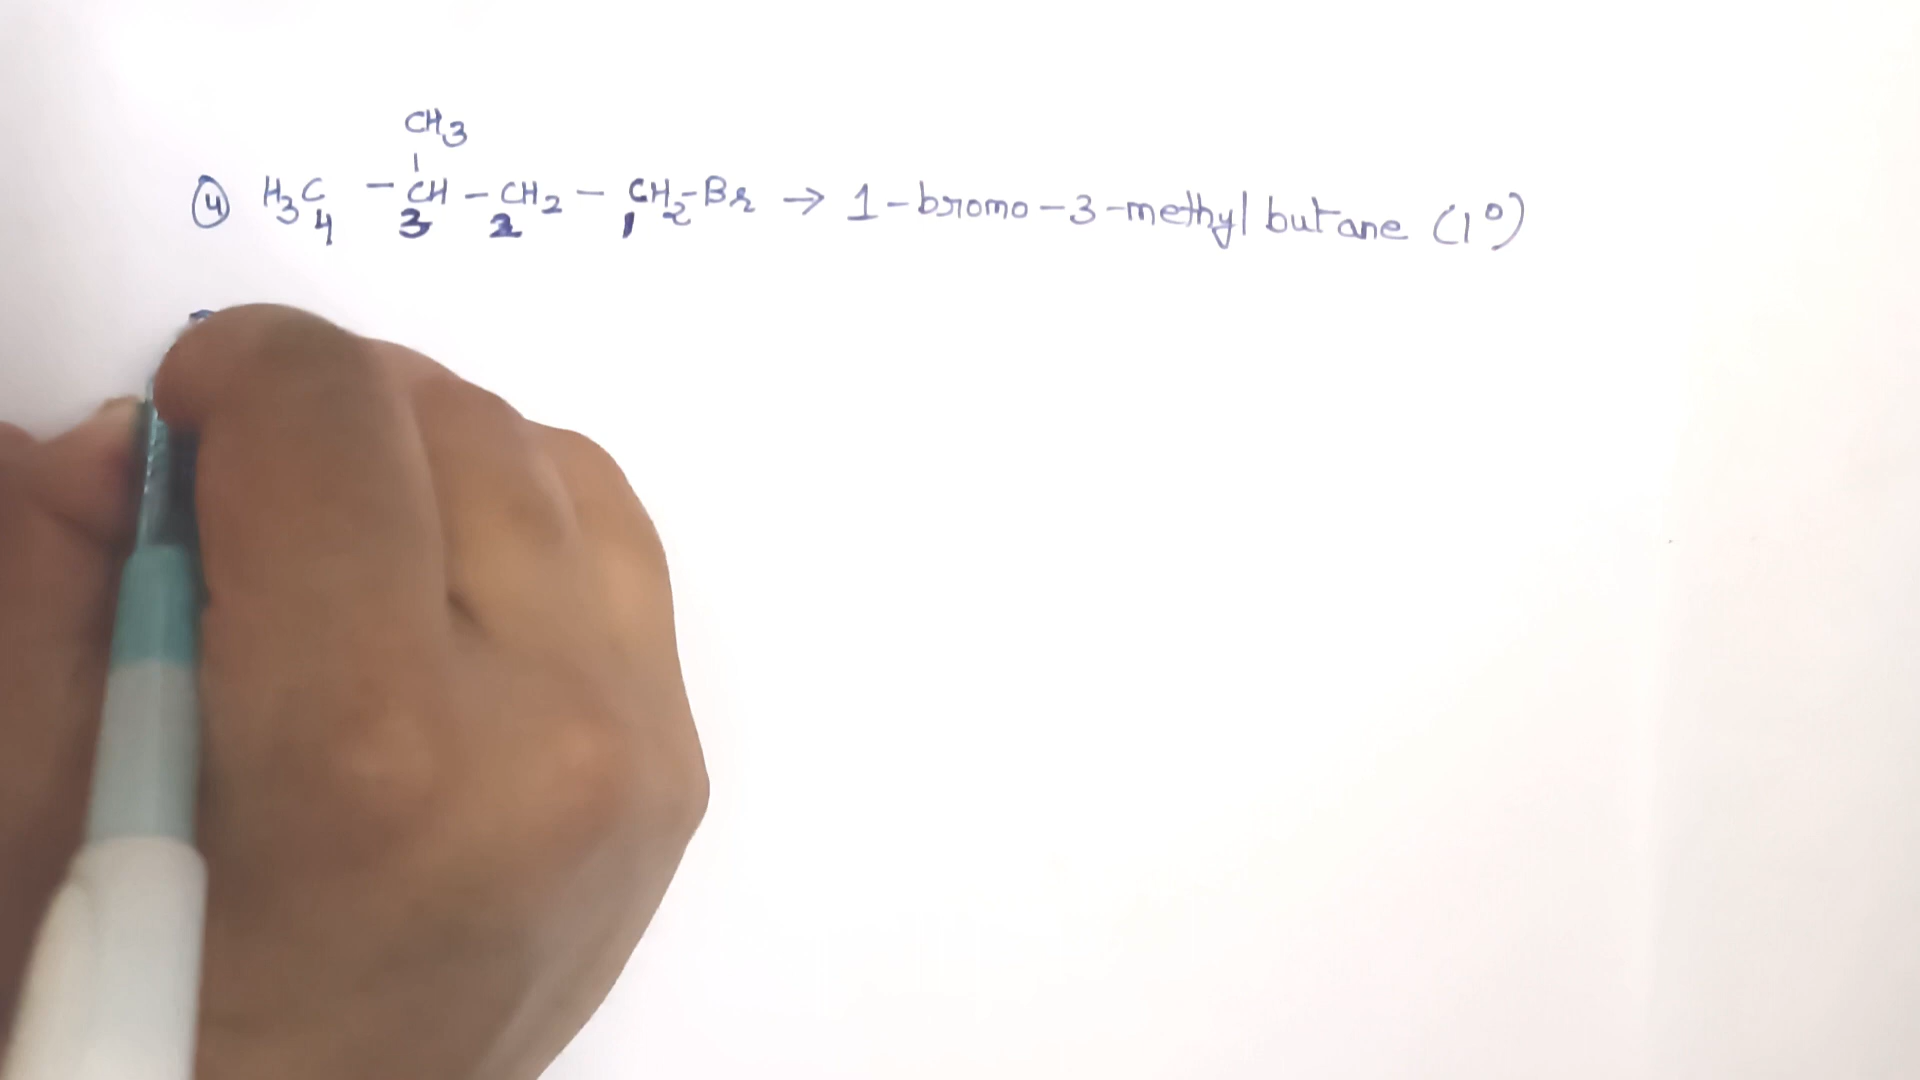 CH3
④ H3C - CH - CH2 - CH2-Br → 1-bromo-3-methyl butane (1°)
4 3 2 1